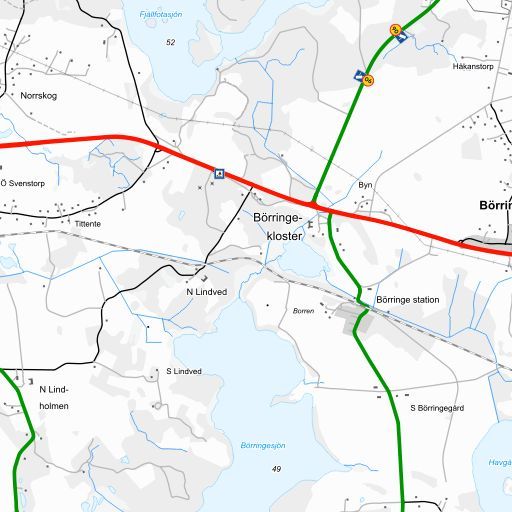 Fjällfotasjön
52
Håkanstorp
Norrskog
Ö Svenstorp
Byn
Börri
Tittente
Börringe-
kloster
N Lindved
Börringe station
Borren
S Lindved
N Lind-
holmen
S Börringegård
Börringesjön
49
Havgå